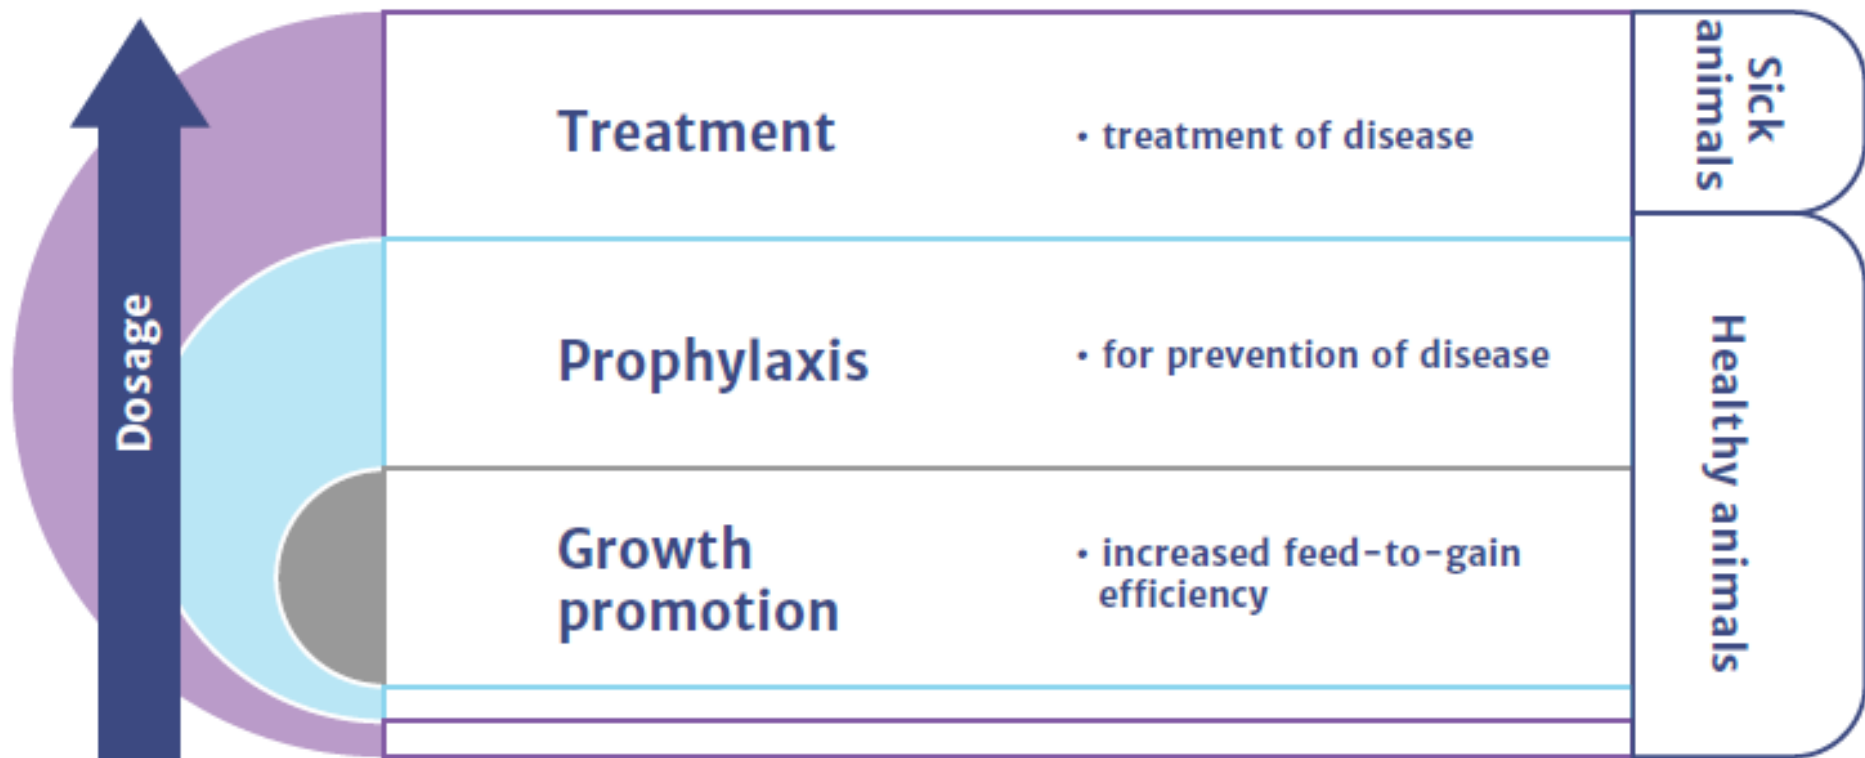 Dosage
Treatment
• treatment of disease
Prophylaxis
• for prevention of disease
Growth
promotion
• increased feed-to-gain
efficiency
Sick
animals
Healthy animals